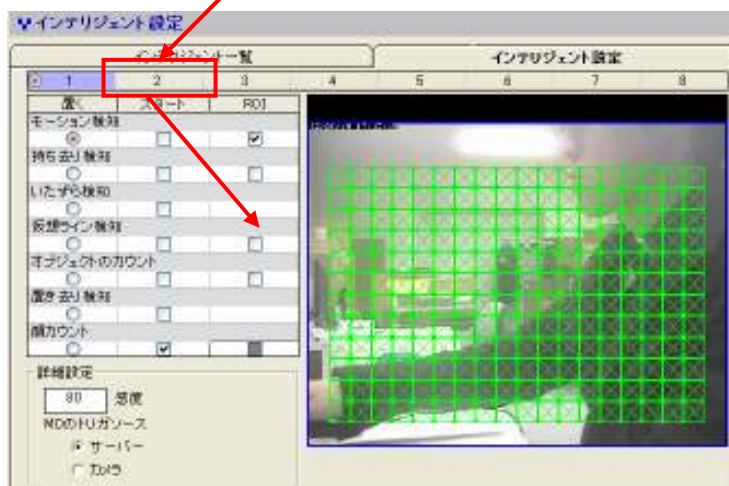 インテリジェント設定
インテリジェント一覧 インテリジェント設定
1 2 3 4 5 6 7 8
置く スタート ROI
モーション検知
持ち去り検知
いたずら検知
仮想ライン検知
オブジェクトのカウント
置き去り検知
顔カウント
詳細設定
80 感度
MDのトリガソース
サーバー
カメラ